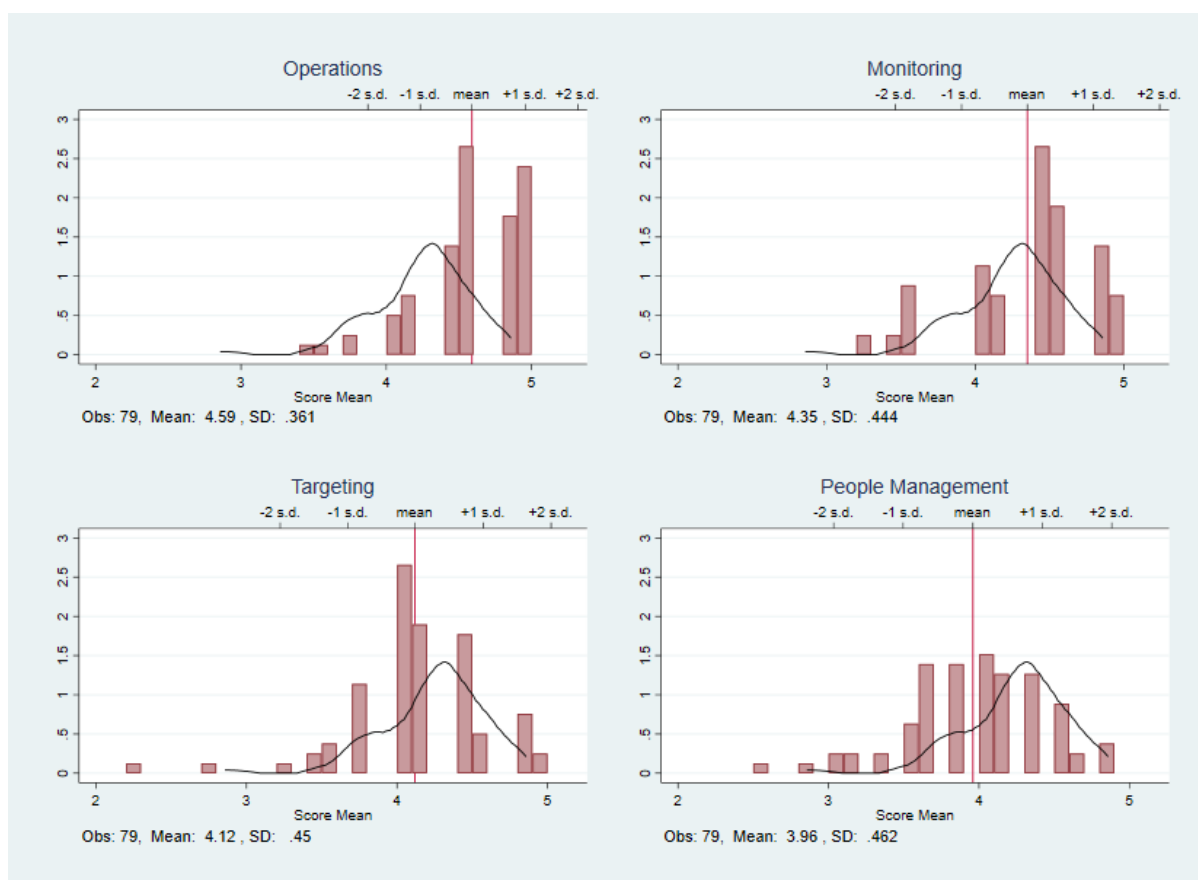 Operations
-2 s.d. -1 s.d. mean +1 s.d. +2 s.d.
3
2.5
2
1.5
1
.5
0
2 3 4 5
Score Mean
Obs: 79, Mean: 4.59 , SD: .361
Monitoring
-2 s.d. -1 s.d. mean +1 s.d. +2 s.d.
3
2.5
2
1.5
1
.5
0
2 3 4 5
Score Mean
Obs: 79, Mean: 4.35 , SD: .444
Targeting
-2 s.d. -1 s.d. mean +1 s.d. +2 s.d.
3
2.5
2
1.5
1
.5
0
2 3 4 5
Score Mean
Obs: 79, Mean: 4.12 , SD: .45
People Management
-2 s.d. -1 s.d. mean +1 s.d. +2 s.d.
3
2.5
2
1.5
1
.5
0
2 3 4 5
Score Mean
Obs: 79, Mean: 3.96 , SD: .462